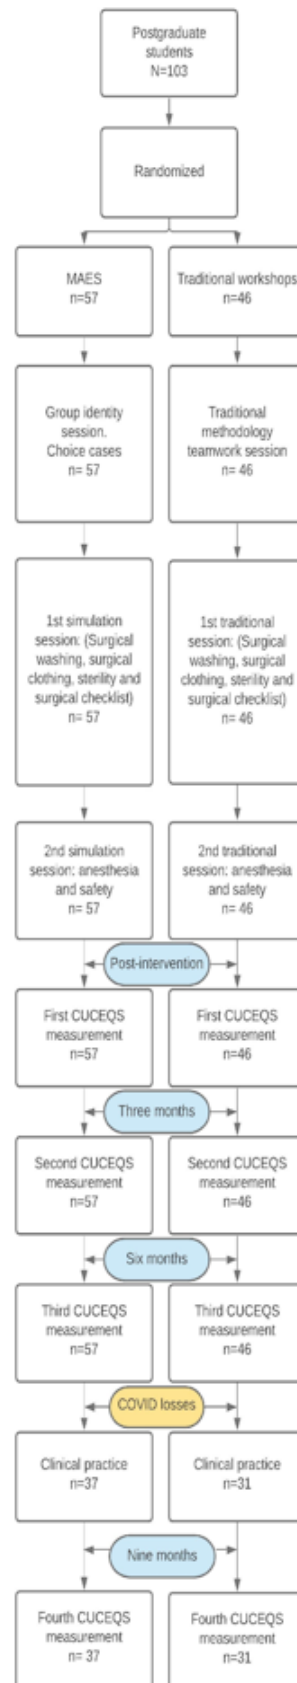 Postgraduate
students
N=103
Randomized
MAES
n=57
Traditional workshops
n=46
Group identity
session.
Choice cases
n= 57
Traditional
methodology
teamwork session
n= 46
1st simulation
session: (Surgical
washing, surgical
clothing, sterility and
surgical checklist)
n= 57
1st traditional
session: (Surgical
washing, surgical
clothing, sterility and
surgical checklist)
n= 46
2nd simulation
session: anesthesia
and safety
n= 57
2nd traditional
session: anesthesia
and safety
n= 46
Post-intervention
First CUCEQS
measurement
n=57
First CUCEQS
measurement
n=46
Three months
Second CUCEQS
measurement
n=57
Second CUCEQS
measurement
n=46
Six months
Third CUCEQS
measurement
n=57
Third CUCEQS
measurement
n=46
COVID losses
Clinical practice
n=37
Clinical practice
n=31
Nine months
Fourth CUCEQS
measurement
n= 37
Fourth CUCEQS
measurement
n=31